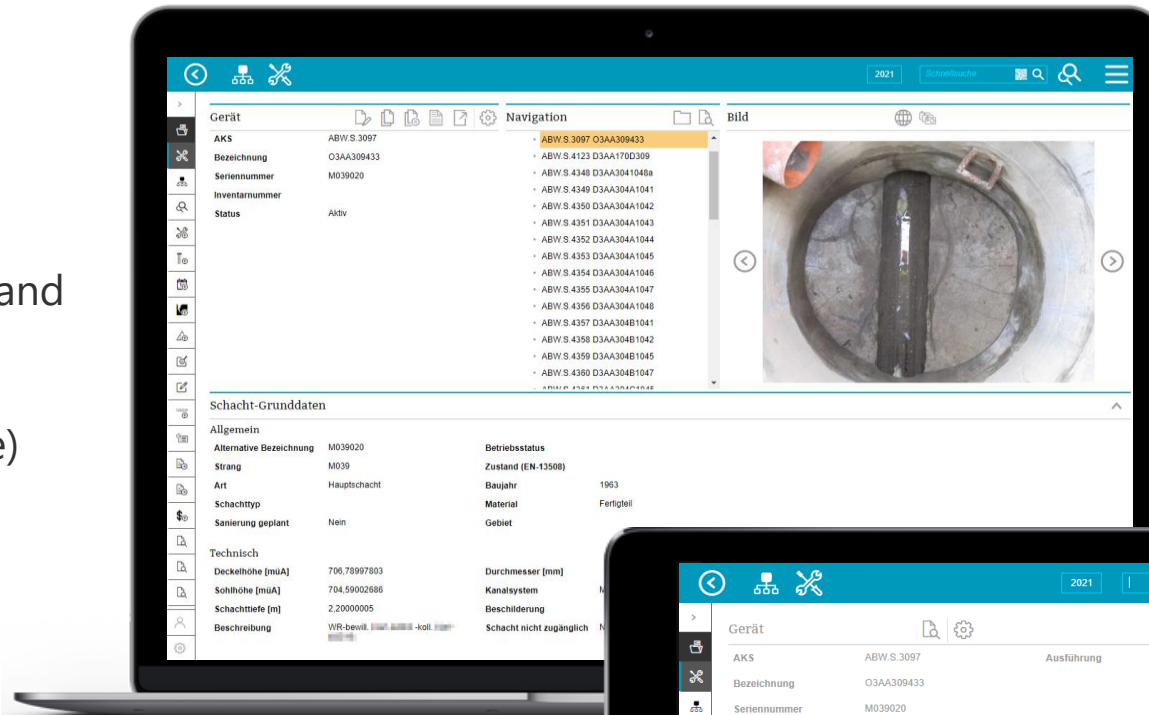 and
e)
2021 Schnellsuche
Gerät
AKS ABW.S.3097
Bezeichnung O3AA309433
Seriennummer M039020
Inventarnummer
Status Aktiv
Navigation
ABW.S.3097 O3AA309433
ABW.S.4123 D3AA170D309
ABW.S.4348 D3AA3041048a
ABW.S.4349 D3AA304A1041
ABW.S.4350 D3AA304A1042
ABW.S.4351 D3AA304A1043
ABW.S.4352 D3AA304A1044
ABW.S.4353 D3AA304A1045
ABW.S.4354 D3AA304A1046
ABW.S.4355 D3AA304A1047
ABW.S.4356 D3AA304A1048
ABW.S.4357 D3AA304B1041
ABW.S.4358 D3AA304B1042
ABW.S.4359 D3AA304B1045
ABW.S.4360 D3AA304B1047
Bild
Schacht-Grunddaten
Allgemein
Alternative Bezeichnung M039020 Betriebsstatus
Strang M039 Zustand (EN-13508)
Art Hauptschacht Baujahr 1963
Schachttyp Material Fertigteil
Sanierung geplant Nein Gebiet
Technisch
Deckelhöhe [müA] 706,78997803 Durchmesser [mm]
Sohlhöhe [müA] 704,59002686 Kanalsystem
Schachttiefe [m] 2,20000005 Beschilderung
Beschreibung WR-bewill. -koll. Schacht nicht zugänglich N
2021
Gerät
AKS ABW.S.3097 Ausführung
Bezeichnung O3AA309433
Seriennummer M039020